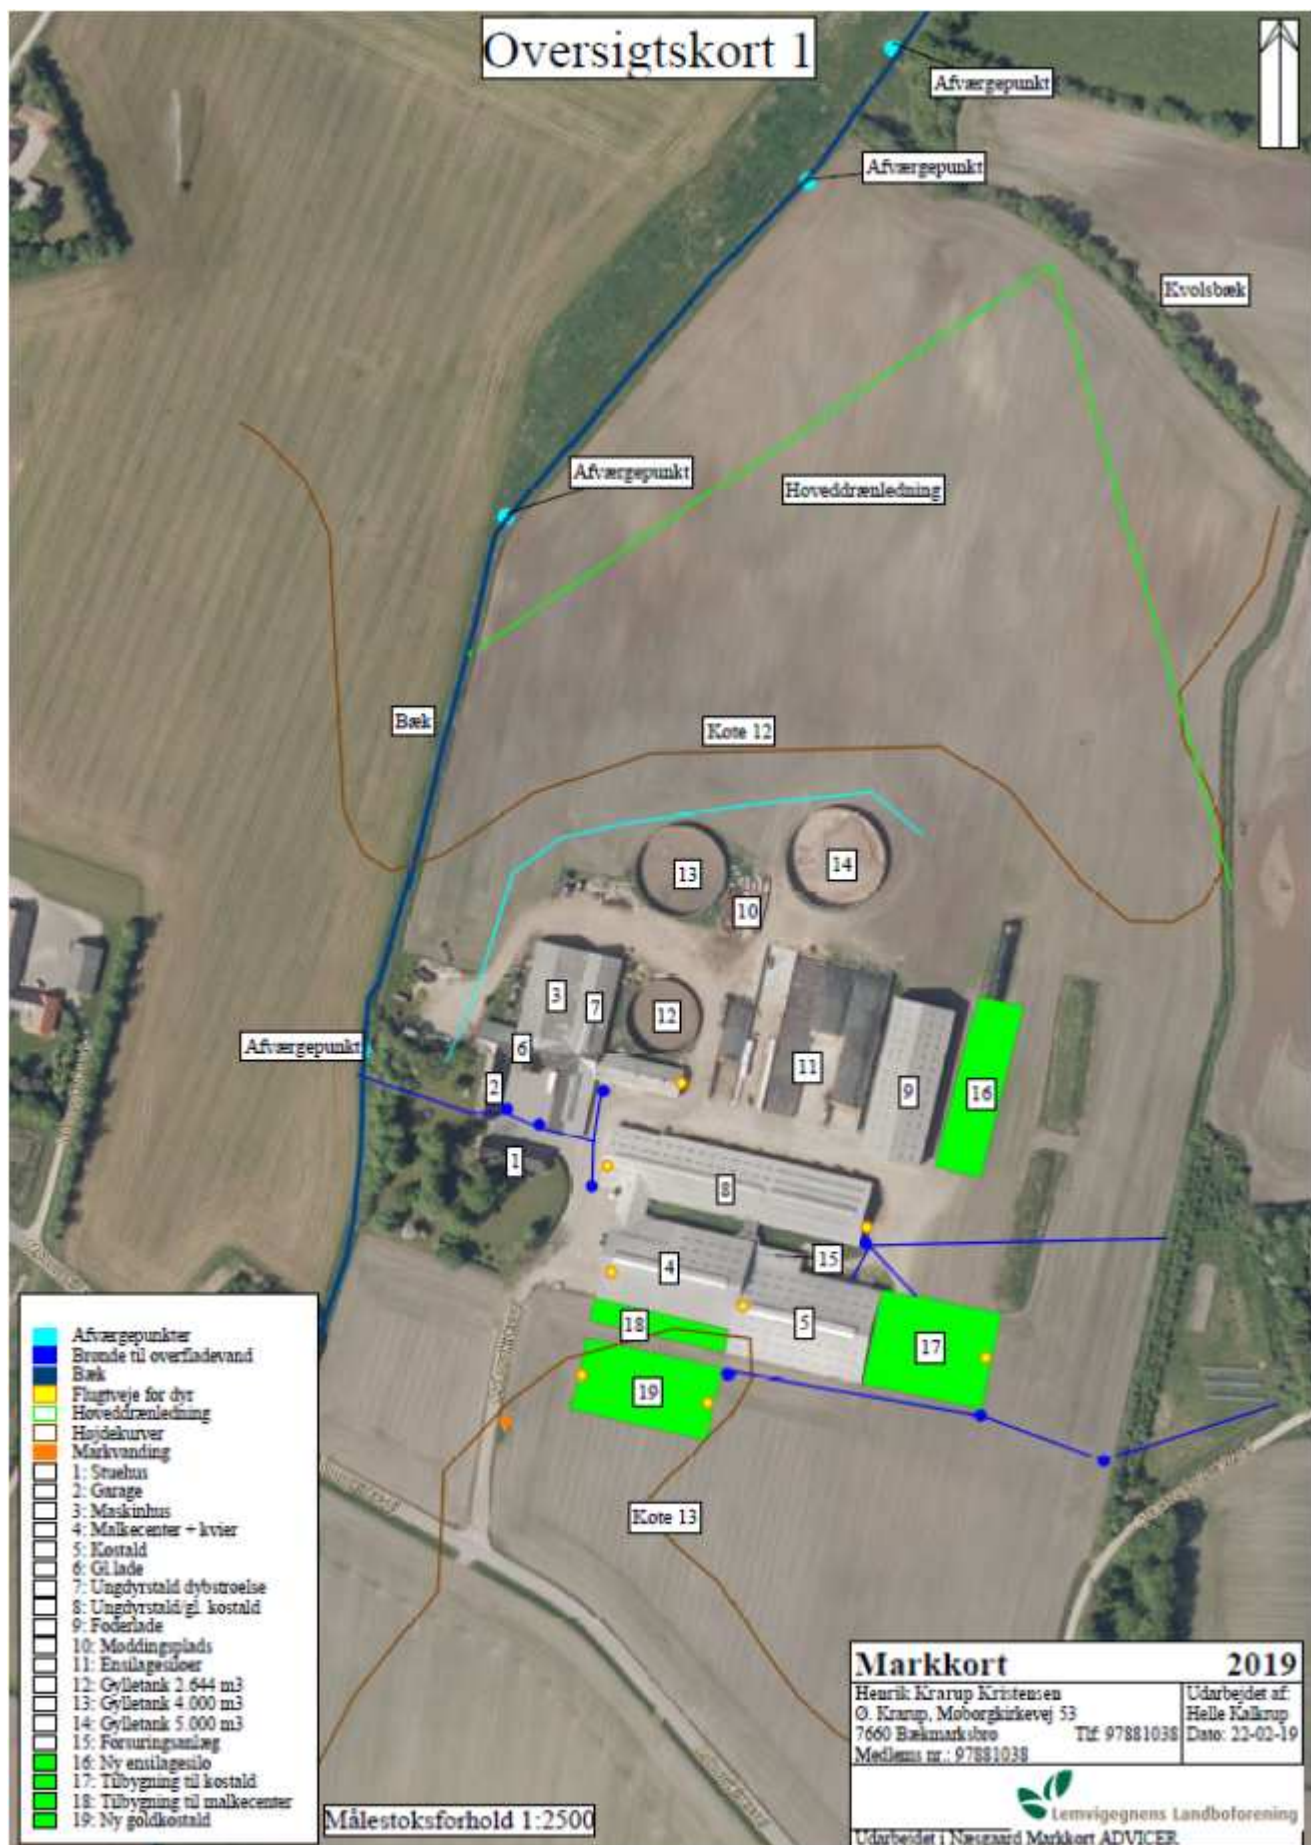 Oversigtskort 1
Afværgepunkt
Afværgepunkt
Kvolsbæk
Afværgepunkt
Hoveddrænledning
Bæk
Kote 12
13
14
10
3
7
12
Afværgepunkt
6
11
9
16
2
1
8
15
4
18
5
17
19
Kote 13
Afværgepunkter
Brønde til overfladevand
Bæk
Flugtveje for dyr
Hoveddrænledning
Højdekurver
Markvanding
1: Stuehus
2: Garage
3: Maskinhus
4: Malkecenter + kvier
5: Kostald
6: Gl.lade
7: Ungdyrstald dybstrøelse
8: Ungdyrstald/gl. kostald
9: Foderlade
10: Møddingsplads
11: Ensilagesiloer
12: Gylletank 2.644 m3
13: Gylletank 4.000 m3
14: Gylletank 5.000 m3
15: Forsuringsanlæg
16: Ny ensilagesilo
17: Tilbygning til kostald
18: Tilbygning til malkecenter
19: Ny goldkostald
Målestoksforhold 1:2500
Markkort 2019
Henrik Krarup Kristensen
Ø. Krarup, Møborgkirkevej 53
7660 Bækmarksbro Tlf: 97881038
Medlems nr.: 97881038
Udarbejdet af:
Helle Kalkrup
Dato: 22-02-19
Lemvigegnens Landboforening
Udarbejdet i Næsgaard Markkort ADVICER